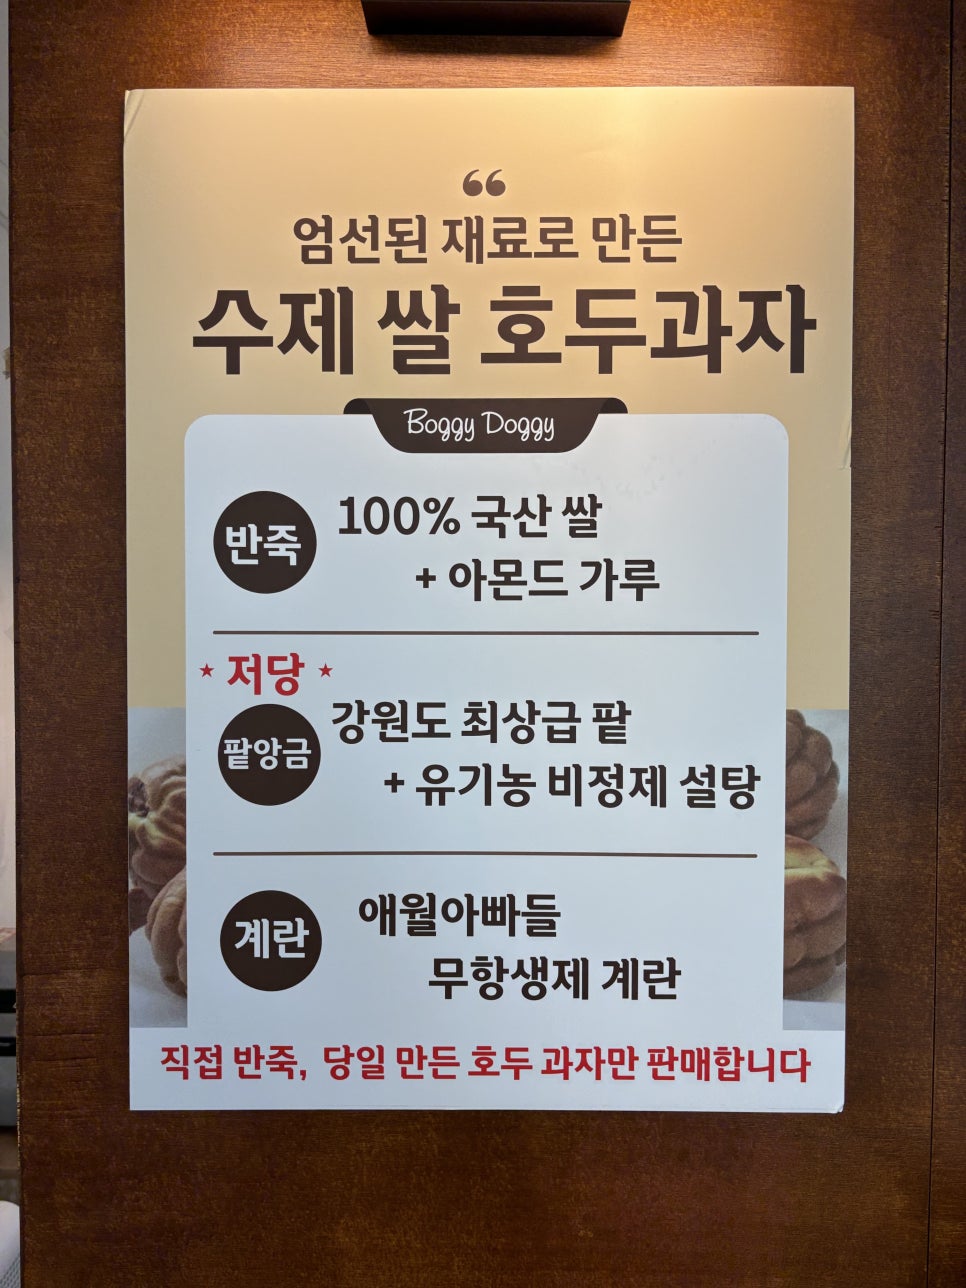 “
엄선된 재료로 만든
수제 쌀 호두과자
Boggy Doggy
반죽
100% 국산 쌀
+ 아몬드 가루
★ 저당 ★
팥앙금
강원도 최상급 팥
+ 유기농 비정제 설탕
계란
애월아빠들
무항생제 계란
직접 반죽, 당일 만든 호두 과자만 판매합니다